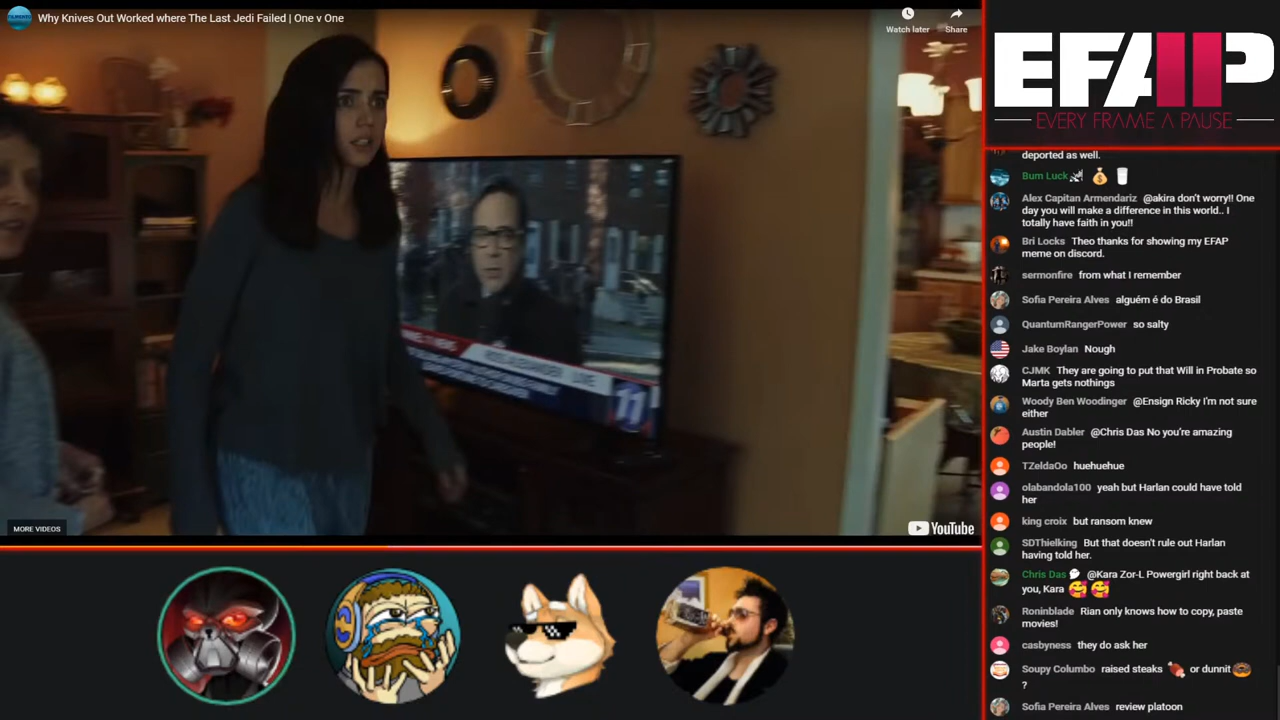 Why Knives Out Worked where The Last Jedi Failed | One v One
Watch later
Share
LIVE
11
MORE VIDEOS
YouTube
EFAP
EVERY FRAME A PAUSE
deported as well.
Bum Luck
Alex Capitan Armendariz @akira don't worry!! One
day you will make a difference in this world.. I
totally have faith in you!!
Bri Locks Theo thanks for showing my EFAP
meme on discord.
sermonfire from what I remember
Sofia Pereira Alves alguém é do Brasil
QuantumRangerPower so salty
Jake Boylan Nough
CJMK They are going to put that Will in Probate so
Marta gets nothings
Woody Ben Woodinger @Ensign Ricky I'm not sure
either
Austin Dabler @Chris Das No you're amazing
people!
TZeldaOo huehuehue
olabandola100 yeah but Harlan could have told
her
king croix but ransom knew
SDThielking But that doesn't rule out Harlan
having told her.
Chris Das @Kara Zor-L Powergirl right back at
you, Kara 🥰 🥰
Roninblade Rian only knows how to copy, paste
movies!
casbyness they do ask her
Soupy Columbo raised steaks 🍖 or dunnit 🍩
?
Sofia Pereira Alves review platoon